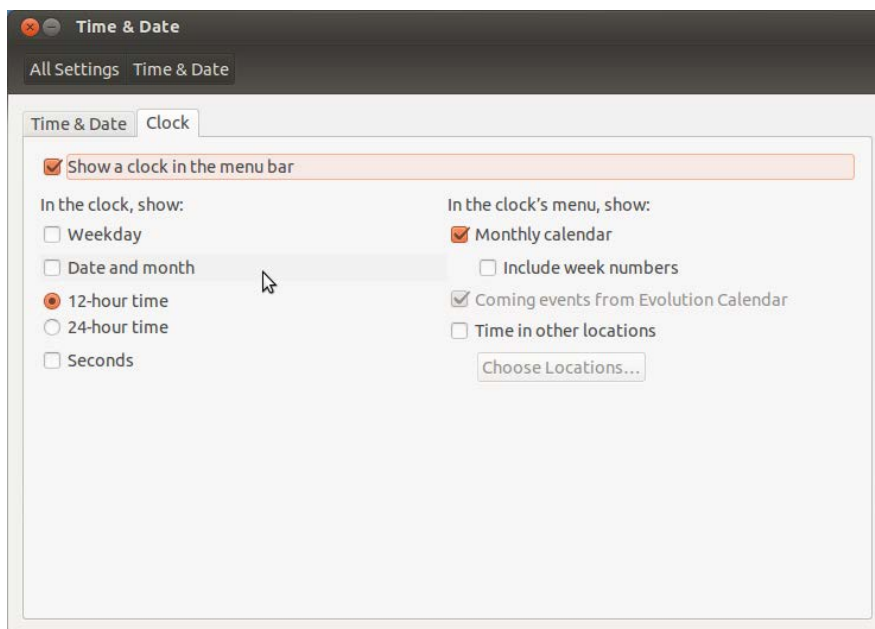 Time & Date
All Settings Time & Date
Time & Date Clock
Show a clock in the menu bar
In the clock, show:
Weekday
Date and month
12-hour time
24-hour time
Seconds
In the clock's menu, show:
Monthly calendar
Include week numbers
Coming events from Evolution Calendar
Time in other locations
Choose Locations...